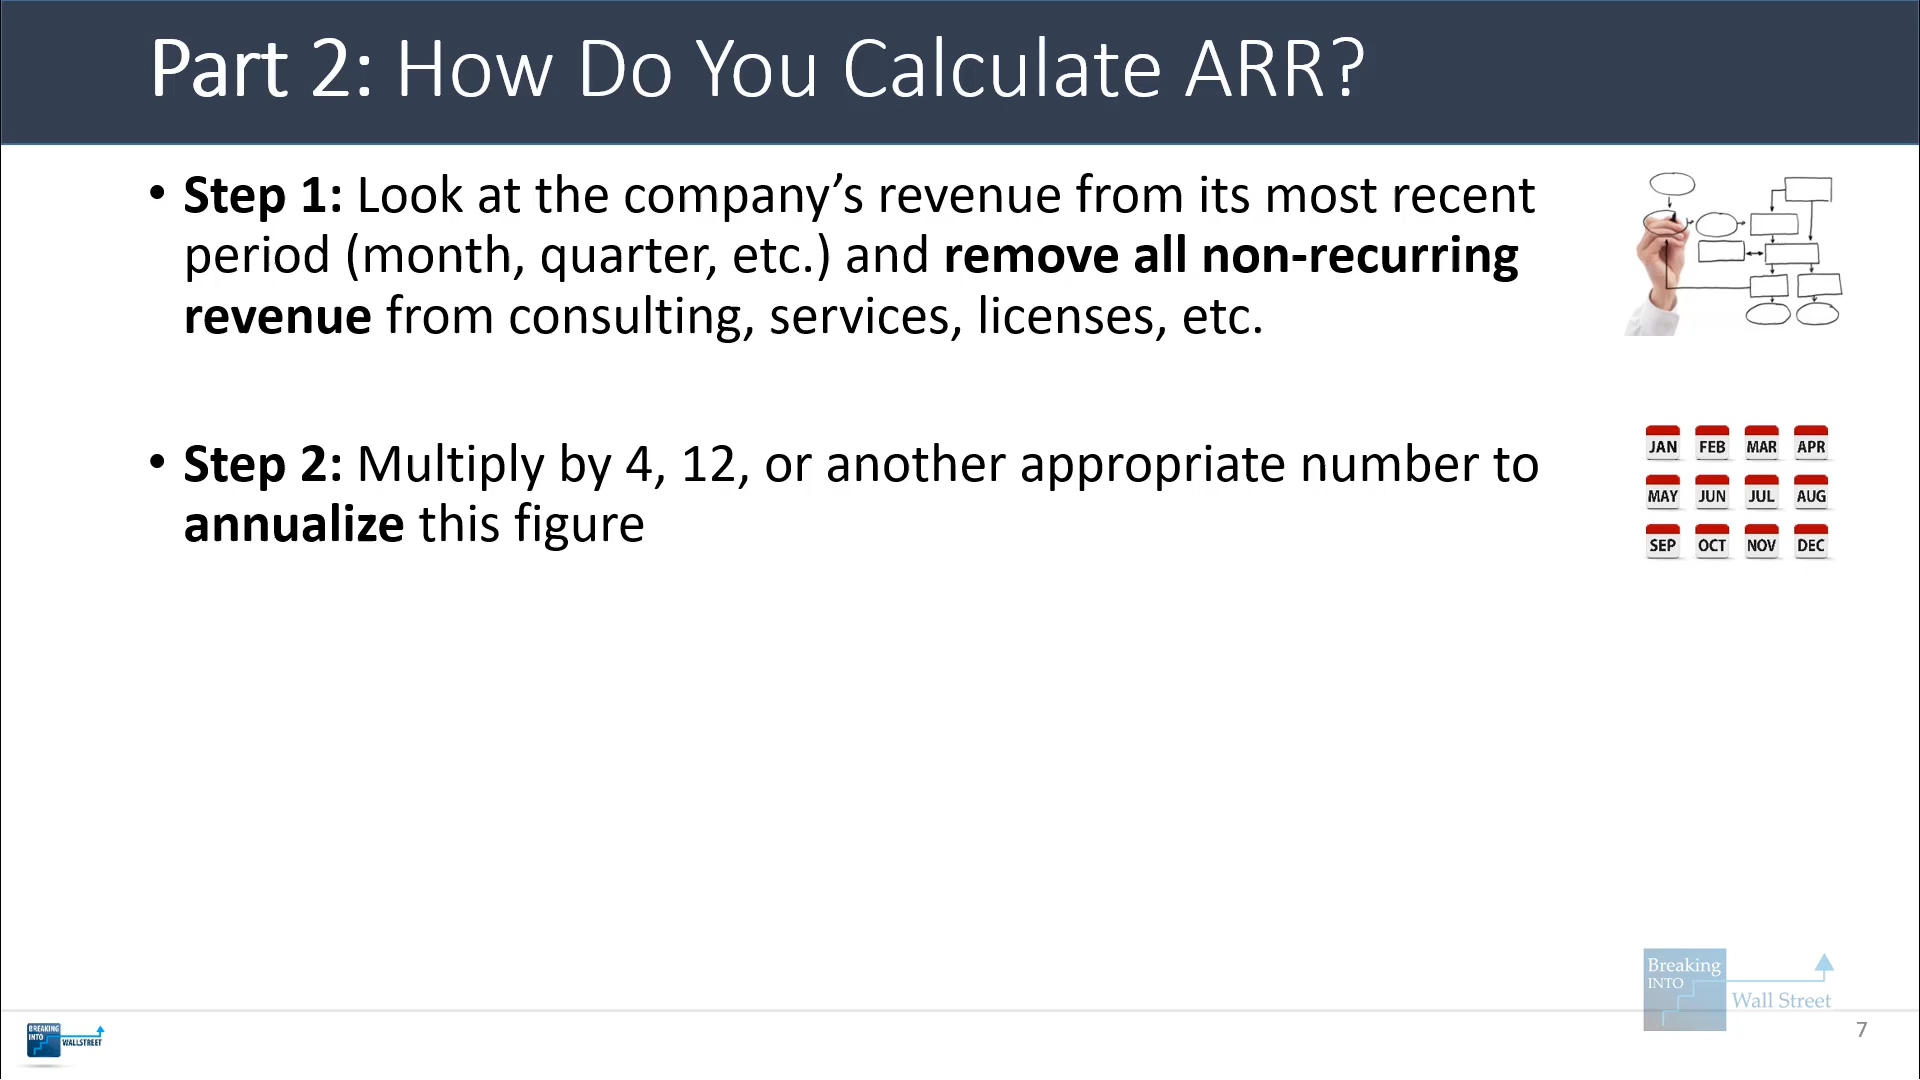 Part 2: How Do You Calculate ARR?
• Step 1: Look at the company’s revenue from its most recent
period (month, quarter, etc.) and remove all non-recurring
revenue from consulting, services, licenses, etc.
• Step 2: Multiply by 4, 12, or another appropriate number to
annualize this figure
JAN FEB MAR APR
MAY JUN JUL AUG
SEP OCT NOV DEC
Breaking
INTO
Wall Street
BREAKING
INTO
WALLSTREET
7